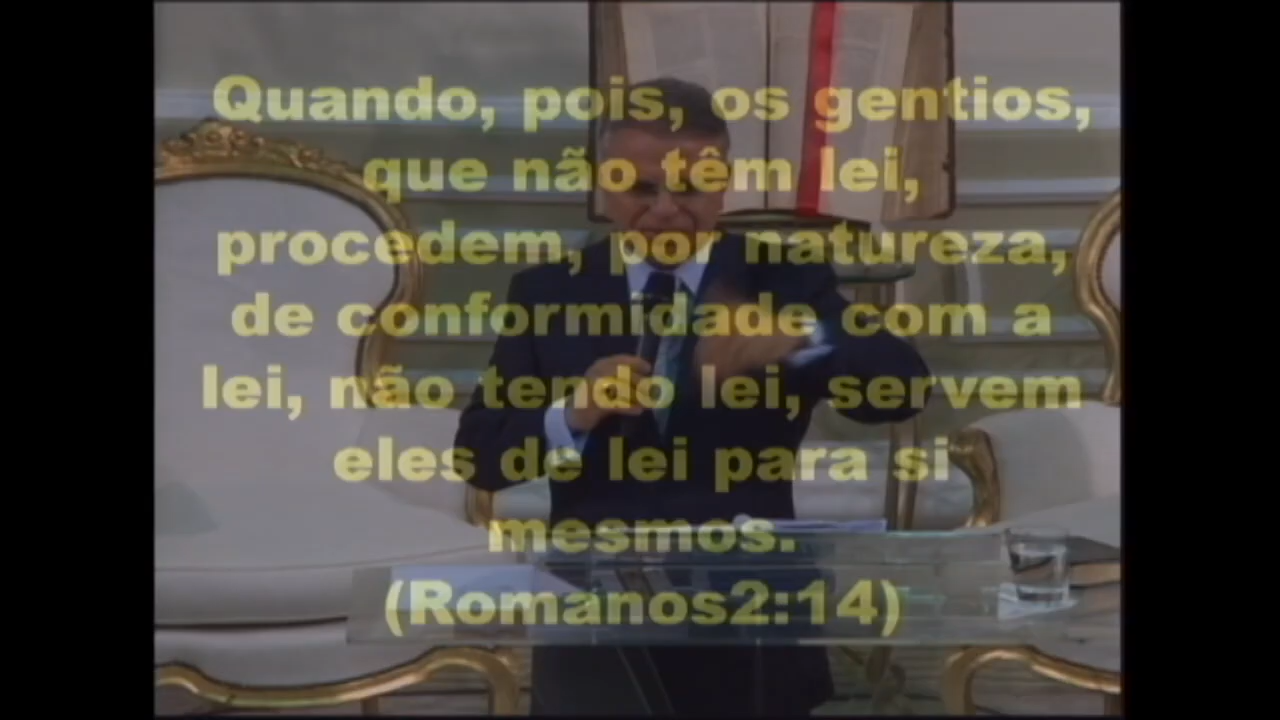 Quando, pois, os gentios,
que não têm lei,
procedem, por natureza,
de conformidade com a
lei, não tendo lei, servem
eles de lei para si
mesmos.
(Romanos2:14)